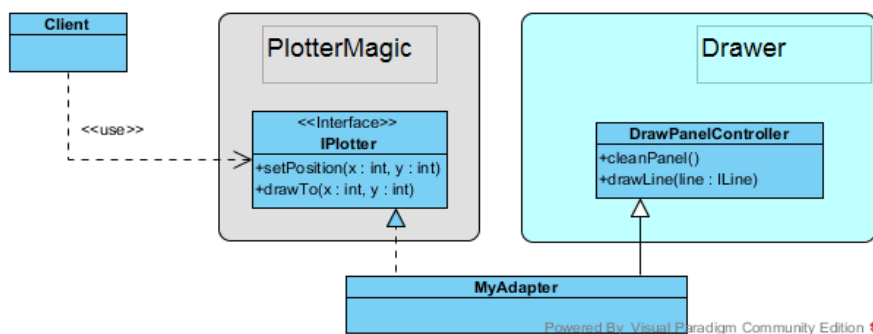 Client
PlotterMagic
Drawer
<<use>>
<<Interface>>
IPlotter
+setPosition(x : int, y : int)
+drawTo(x : int, y : int)
DrawPanelController
+cleanPanel()
+drawLine(line : ILine)
MyAdapter
Powered By Visual Paradigm Community Edition